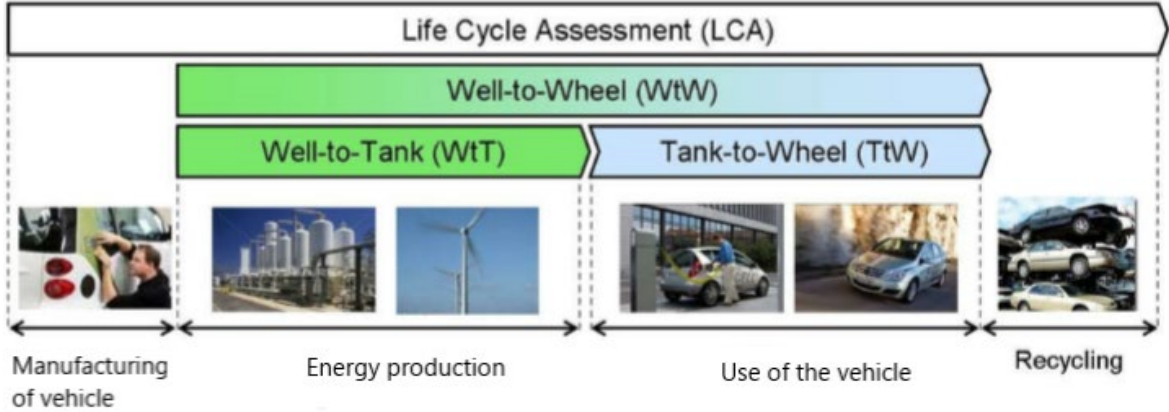 Life Cycle Assessment (LCA)
Well-to-Wheel (WtW)
Well-to-Tank (WtT)
Tank-to-Wheel (TtW)
Manufacturing
of vehicle
Energy production
Use of the vehicle
Recycling